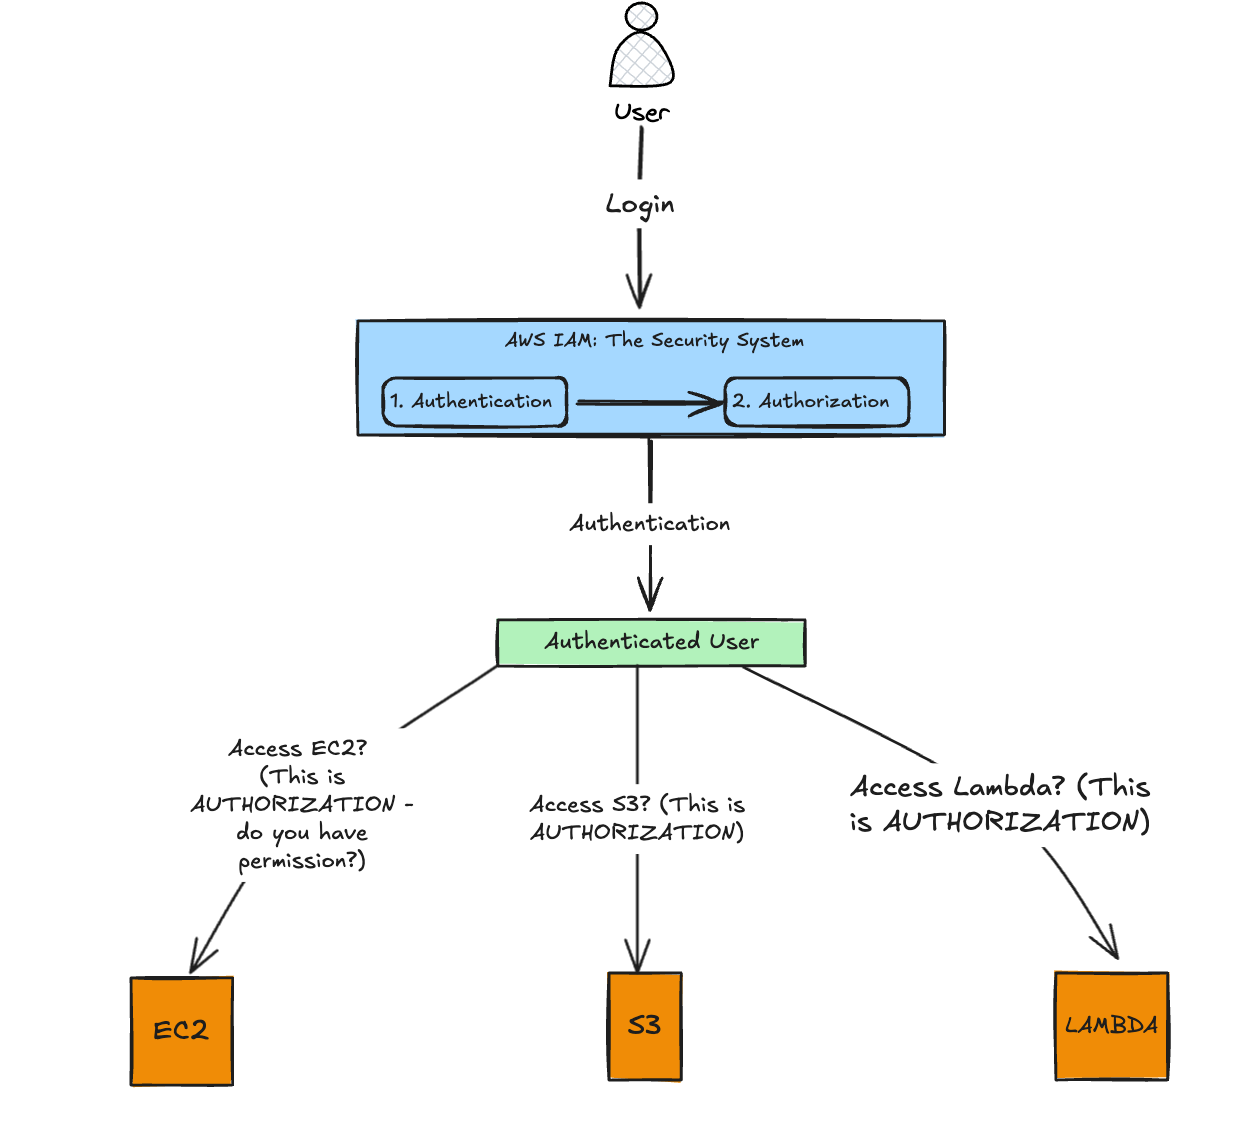 User
Login
AWS IAM: The Security System
1. Authentication
2. Authorization
Authentication
Authenticated User
Access EC2?
(This is
AUTHORIZATION -
do you have
permission?)
Access S3? (This is
AUTHORIZATION)
Access Lambda? (This
is AUTHORIZATION)
EC2
S3
LAMBDA